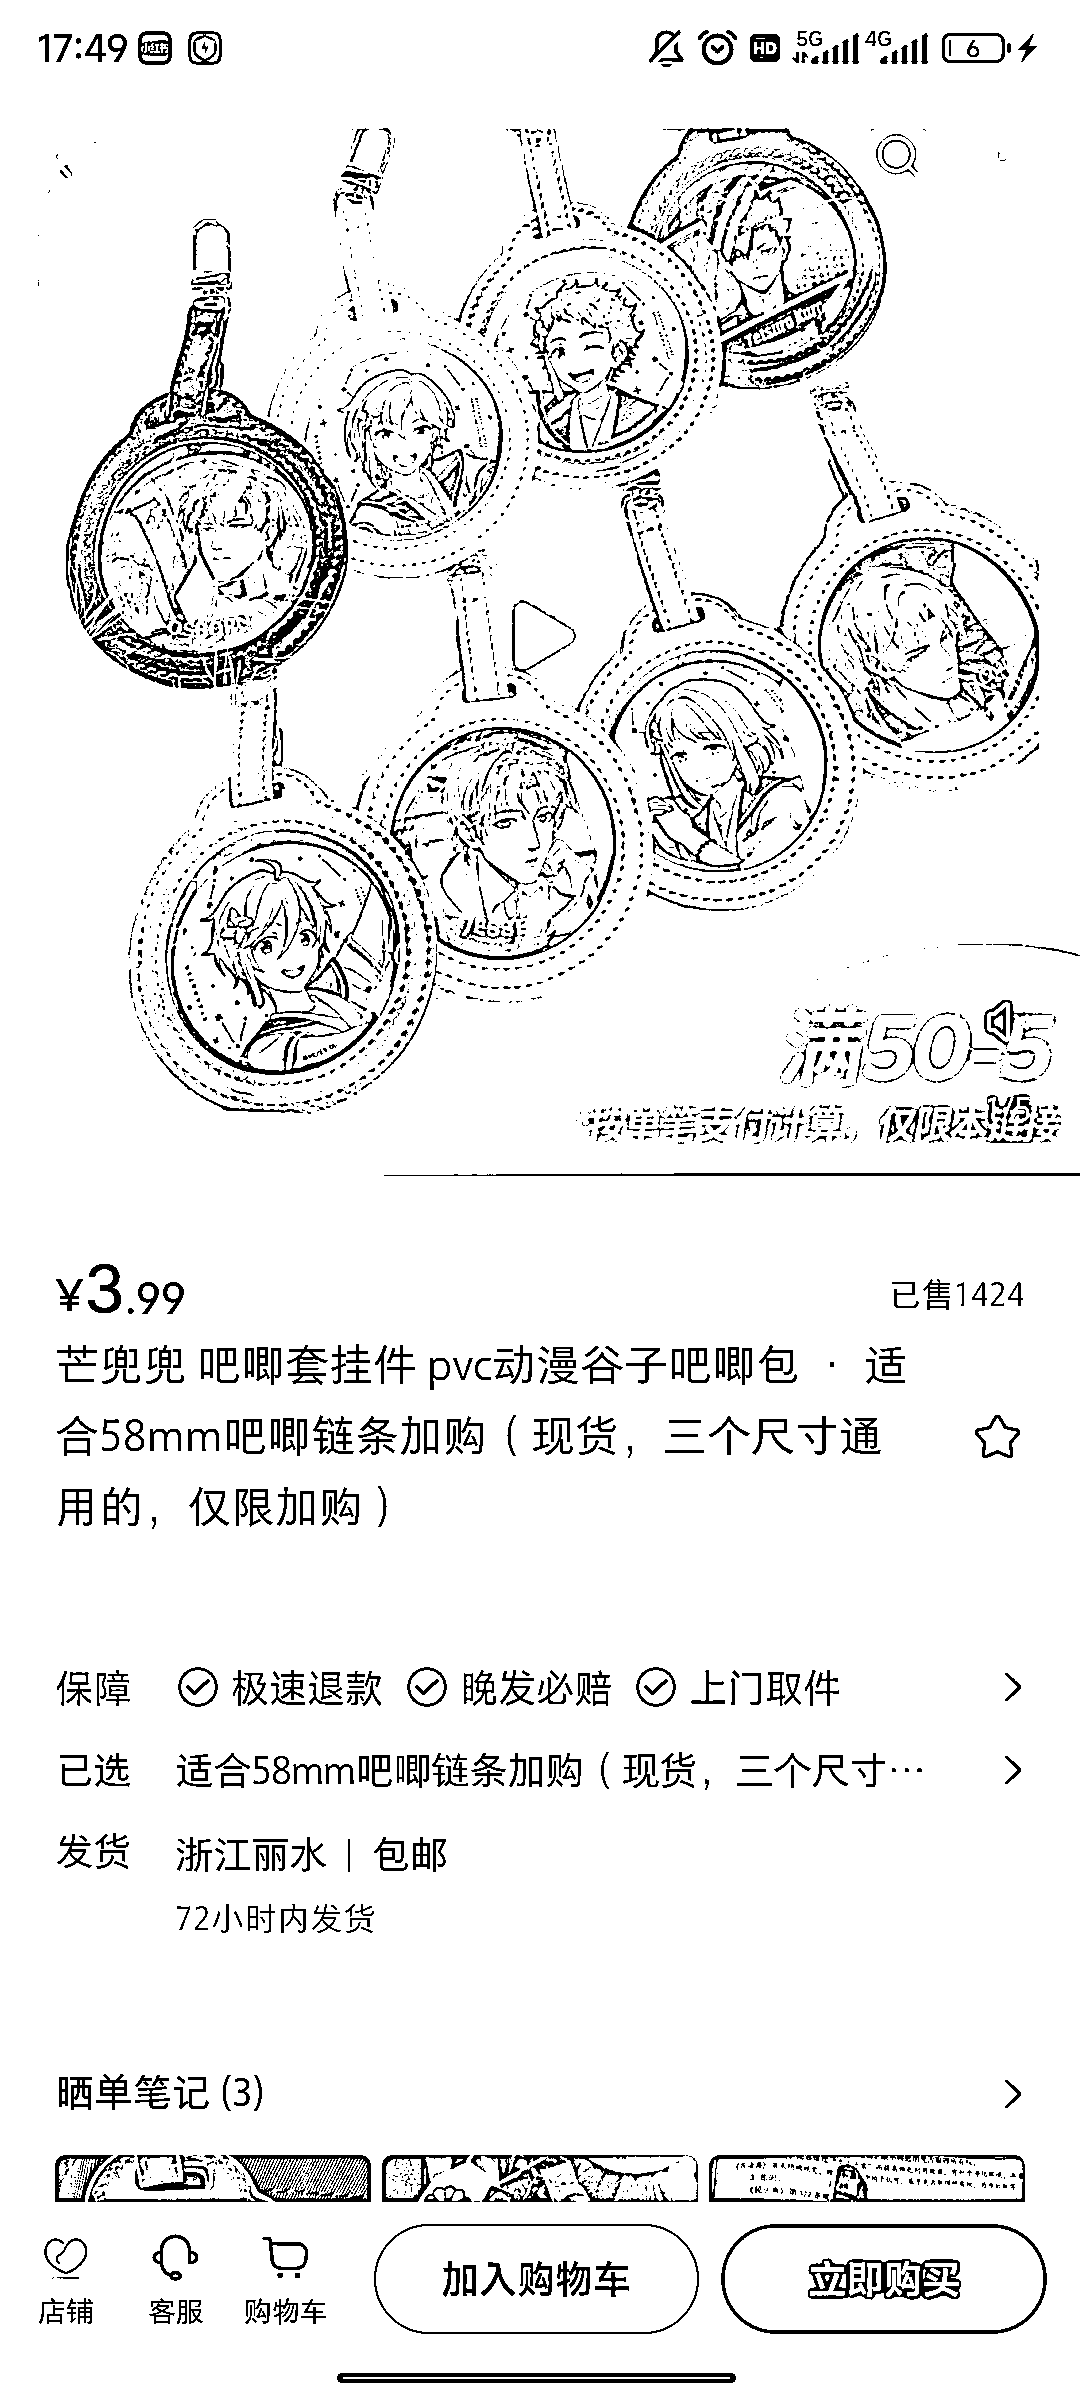 17:49
HD 5G 4G 6
满50-5
1/5
按单笔支付计算，仅限本链接
¥3.99
已售1424
芒兜兜 吧唧套挂件 pvc动漫谷子吧唧包 · 适
合58mm吧唧链条加购（现货，三个尺寸通
用的，仅限加购）
保障 极速退款 晚发必赔 上门取件
已选 适合58mm吧唧链条加购（现货，三个尺寸…
发货 浙江丽水 | 包邮
72小时内发货
晒单笔记 (3)
店铺 客服 购物车 加入购物车 立即购买